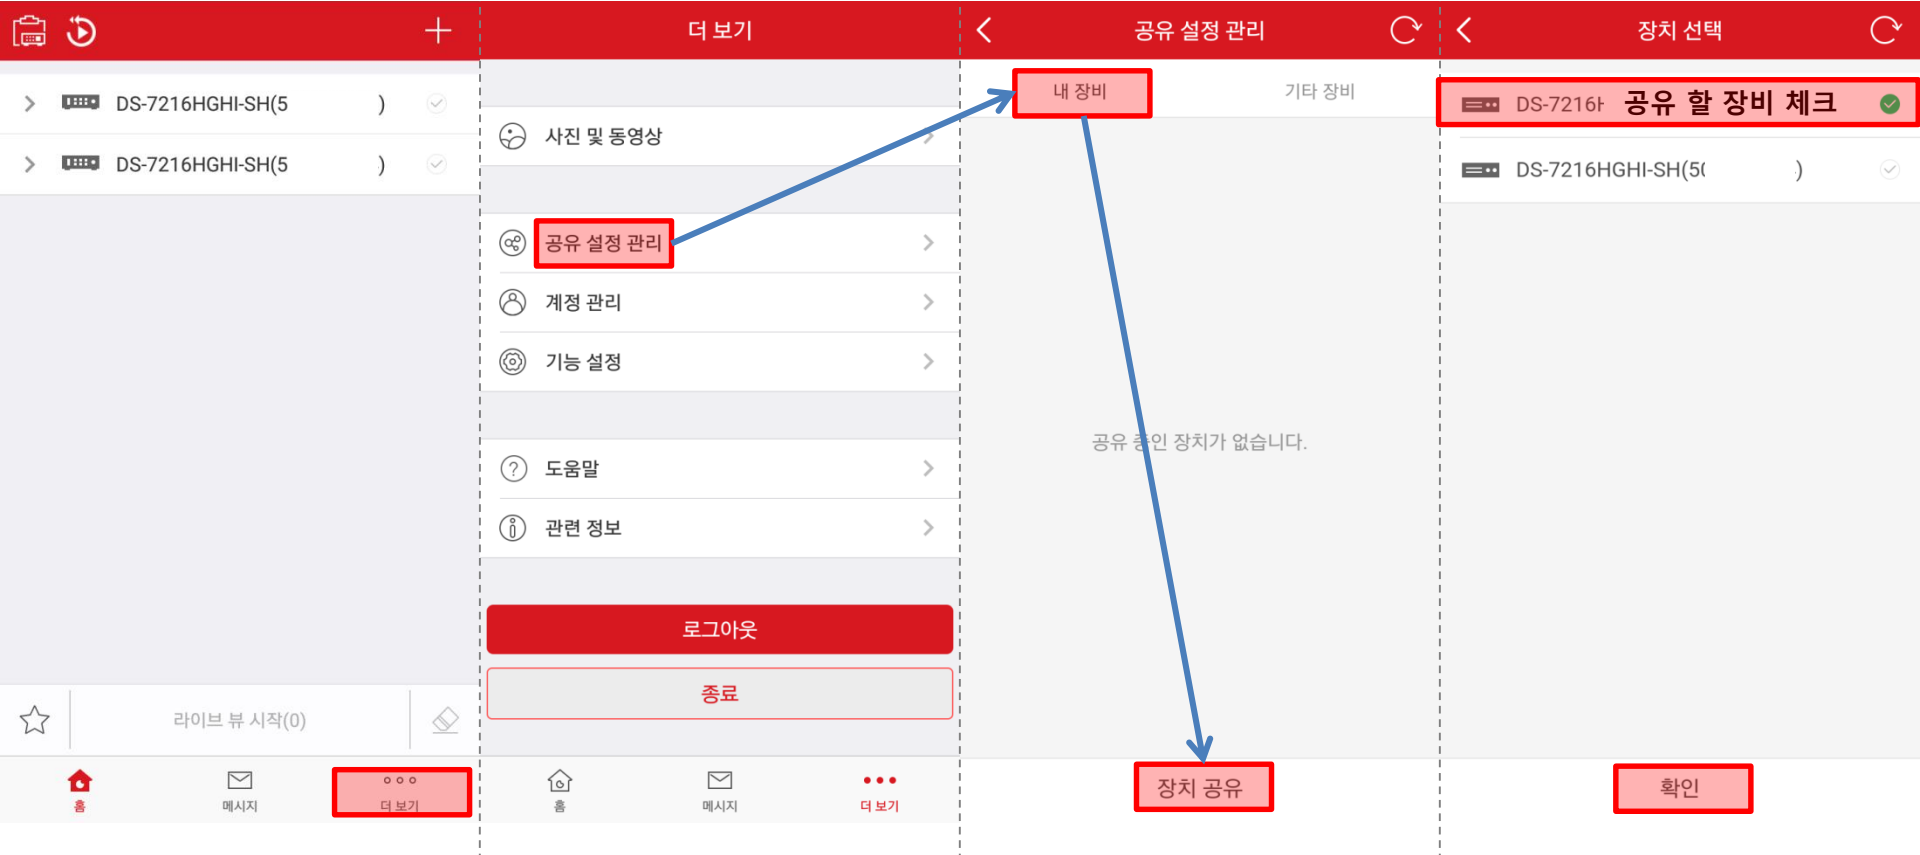 DS-7216HGHI-SH(5 )
DS-7216HGHI-SH(5 )
라이브 뷰 시작(0)
홈
메시지
더 보기
더 보기
사진 및 동영상
공유 설정 관리
계정 관리
기능 설정
도움말
관련 정보
로그아웃
종료
홈
메시지
더 보기
공유 설정 관리
내 장비
기타 장비
공유 중인 장치가 없습니다.
장치 공유
장치 선택
DS-7216H 공유 할 장비 체크
DS-7216HGHI-SH(50 )
확인